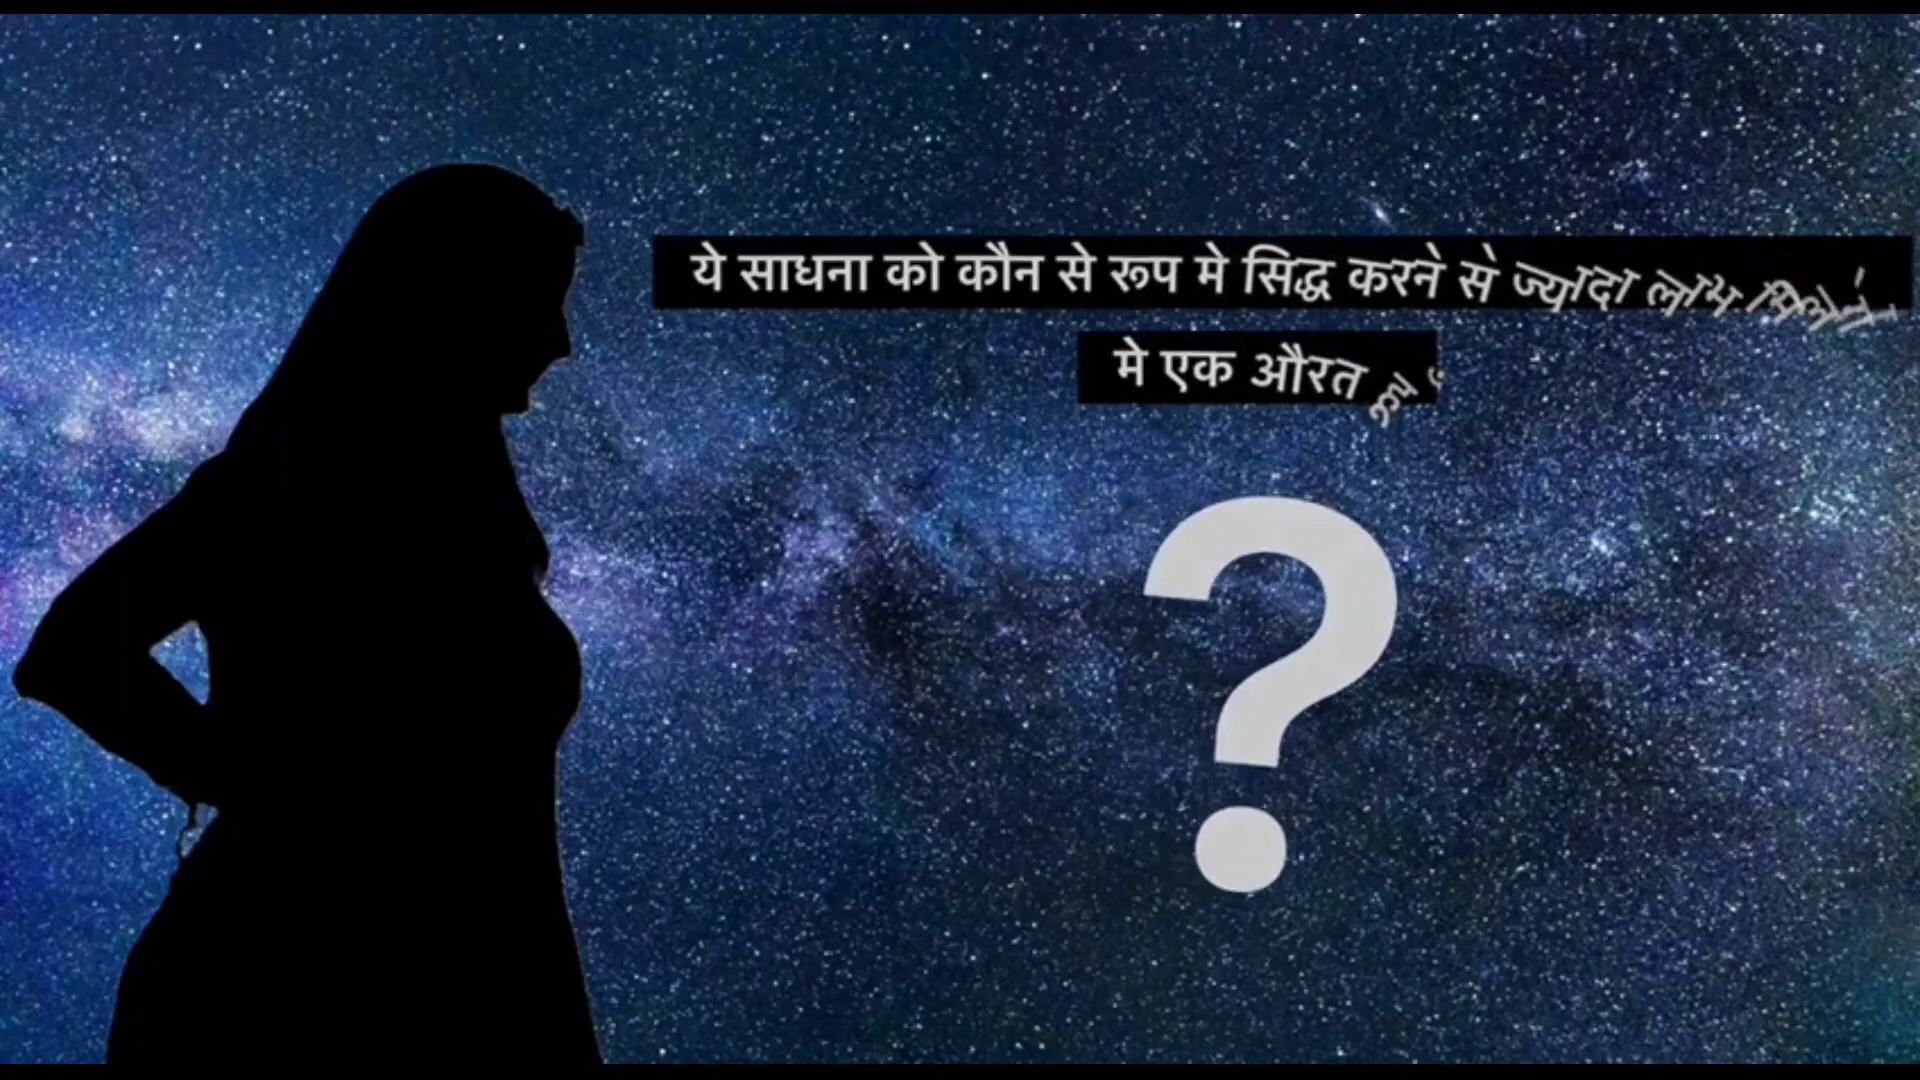 ये साधना को कौन से रूप मे सिद्ध करने से ज्यादा लाभ
मे एक औरत
?